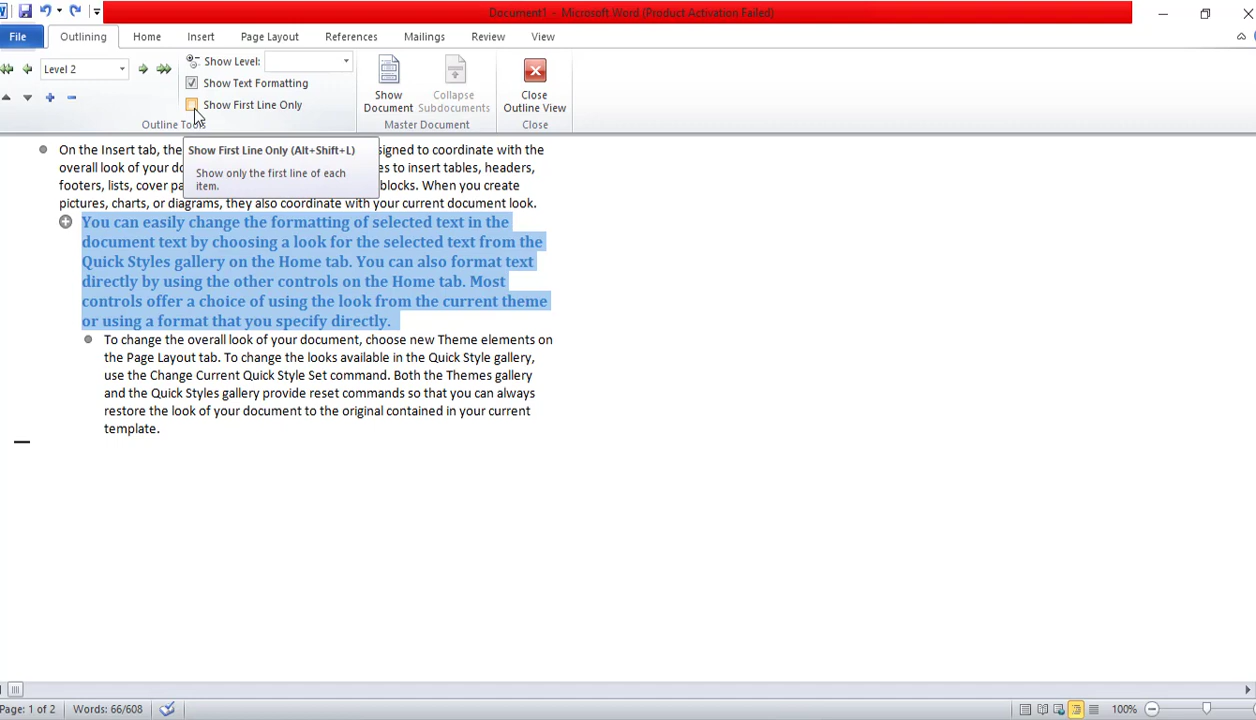 Document1 - Microsoft Word (Product Activation Failed)
File Outlining Home Insert Page Layout References Mailings Review View
Level 2
Show Level:
Show Text Formatting
Show First Line Only
Outline Tools
Show Document
Collapse Subdocuments
Master Document
Close Outline View
Close
Show First Line Only (Alt+Shift+L)
Show only the first line of each
item.
On the Insert tab, the
igned to coordinate with the
overall look of your
es to insert tables, headers,
footers, lists, cover
blocks. When you create
pictures, charts, or diagrams, they also coordinate with your current document look.
You can easily change the formatting of selected text in the
document text by choosing a look for the selected text from the
Quick Styles gallery on the Home tab. You can also format text
directly by using the other controls on the Home tab. Most
controls offer a choice of using the look from the current theme
or using a format that you specify directly.
To change the overall look of your document, choose new Theme elements on
the Page Layout tab. To change the looks available in the Quick Style gallery,
use the Change Current Quick Style Set command. Both the Themes gallery
and the Quick Styles gallery provide reset commands so that you can always
restore the look of your document to the original contained in your current
template.
Page: 1 of 2 Words: 66/608 100%